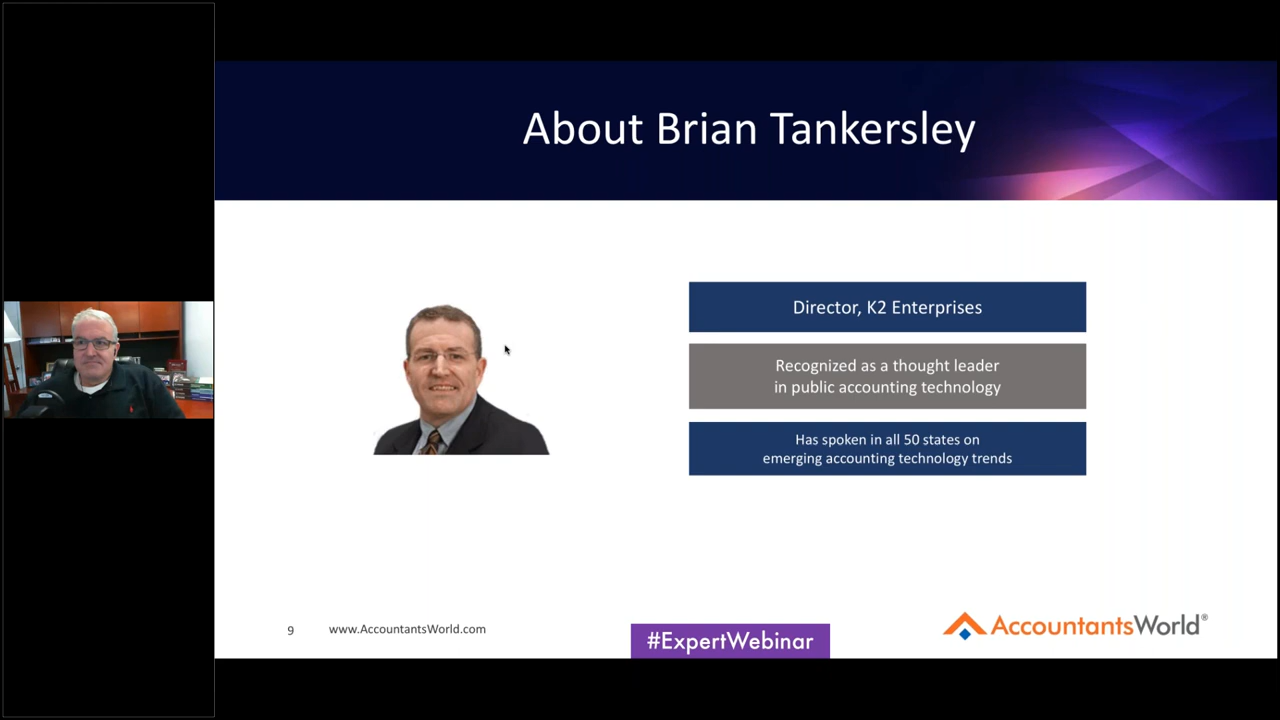 About Brian Tankersley
Director, K2 Enterprises
Recognized as a thought leader
in public accounting technology
Has spoken in all 50 states on
emerging accounting technology trends
9
www.AccountantsWorld.com
#ExpertWebinar
AccountantsWorld®